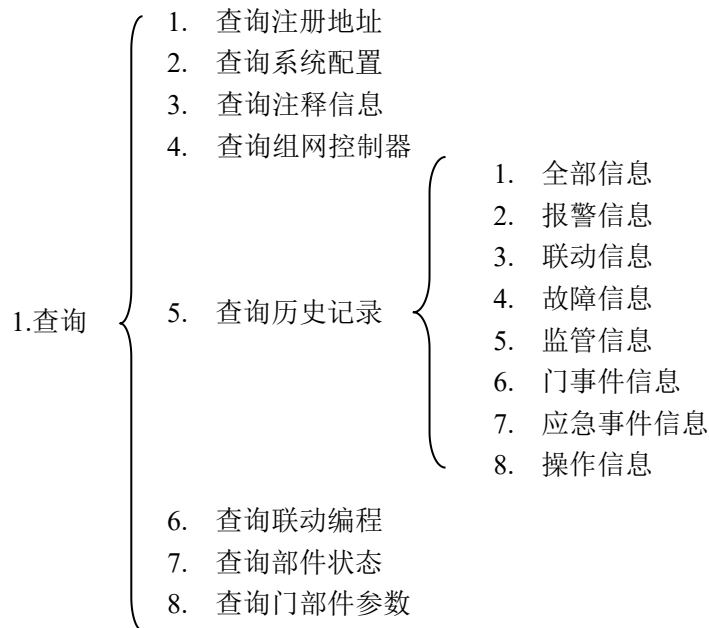 1.查询
1. 查询注册地址
2. 查询系统配置
3. 查询注释信息
4. 查询组网控制器
5. 查询历史记录
1. 全部信息
2. 报警信息
3. 联动信息
4. 故障信息
5. 监管信息
6. 门事件信息
7. 应急事件信息
8. 操作信息
6. 查询联动编程
7. 查询部件状态
8. 查询门部件参数